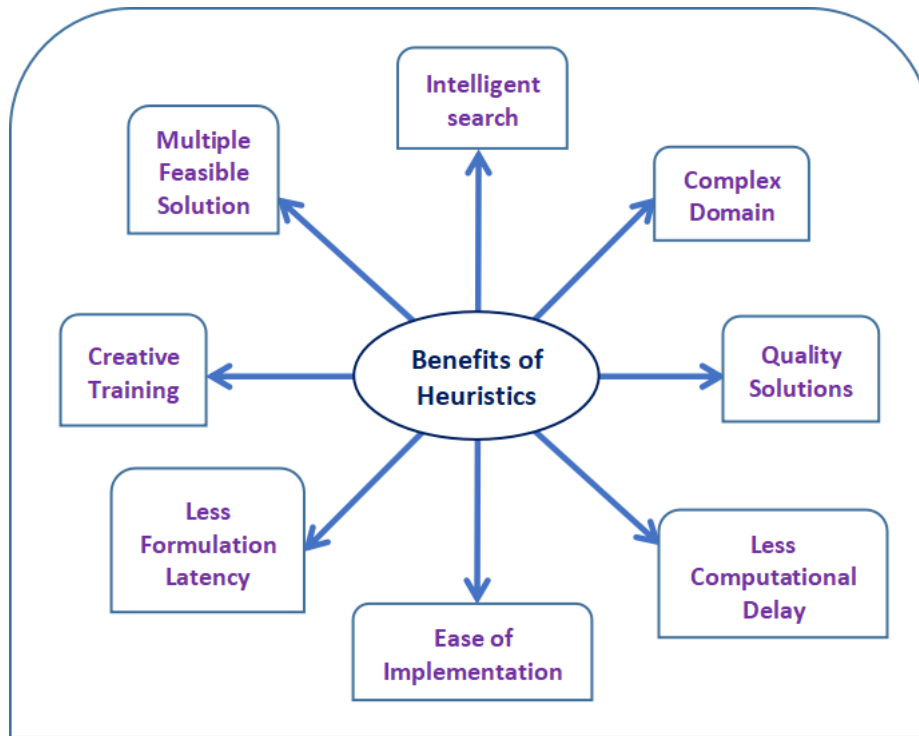 Intelligent
search
Multiple
Feasible
Solution
Complex
Domain
Benefits of
Heuristics
Creative
Training
Quality
Solutions
Less
Formulation
Latency
Less
Computational
Delay
Ease of
Implementation